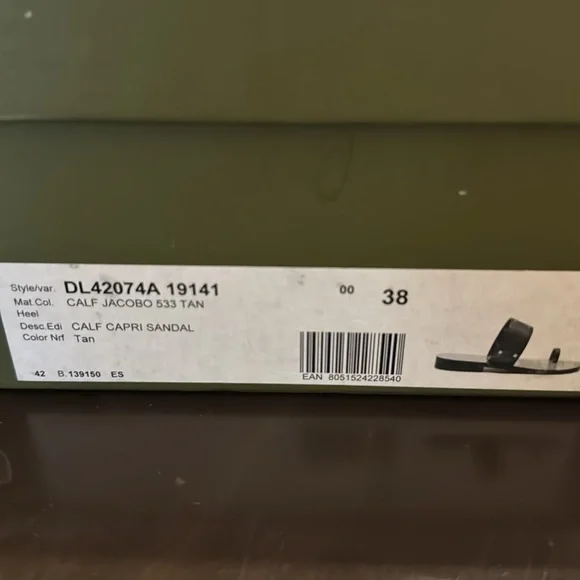 Style/var. DL42074A 19141 00 38
Mat.Col. CALF JACOBO 533 TAN
Heel
Desc.Edi CALF CAPRI SANDAL
Color Nrf Tan
42 B.139150 ES
EAN 8051524228540